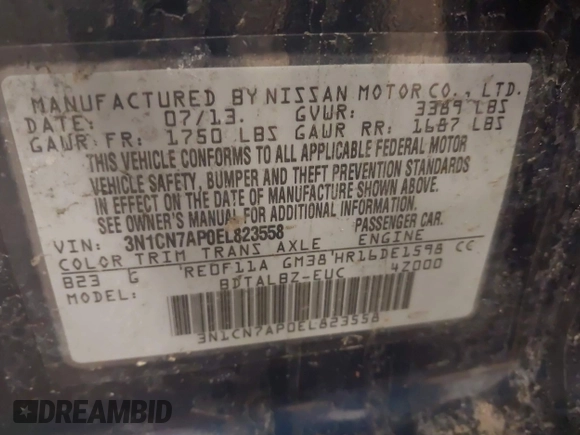 MANUFACTURED BY NISSAN MOTOR CO., LTD.
DATE: 07/13. GVWR: 3389 LBS
GAWR FR: 1750 LBS GAWR RR: 1687 LBS
THIS VEHICLE CONFORMS TO ALL APPLICABLE FEDERAL MOTOR
VEHICLE SAFETY, BUMPER AND THEFT PREVENTION STANDARDS
IN EFFECT ON THE DATE OF MANUFACTURE SHOWN ABOVE.
SEE OWNER'S MANUAL FOR ADDITIONAL INFORMATION.
VIN: 3N1CN7AP0EL823558 PASSENGER CAR.
COLOR TRIM TRANS AXLE ENGINE
B23 G RE0F11A GM38 HR16DE1598 CC
MODEL: BDTALBZ-EUC 4Z000
3N1CN7AP0EL823558
DREAMBID